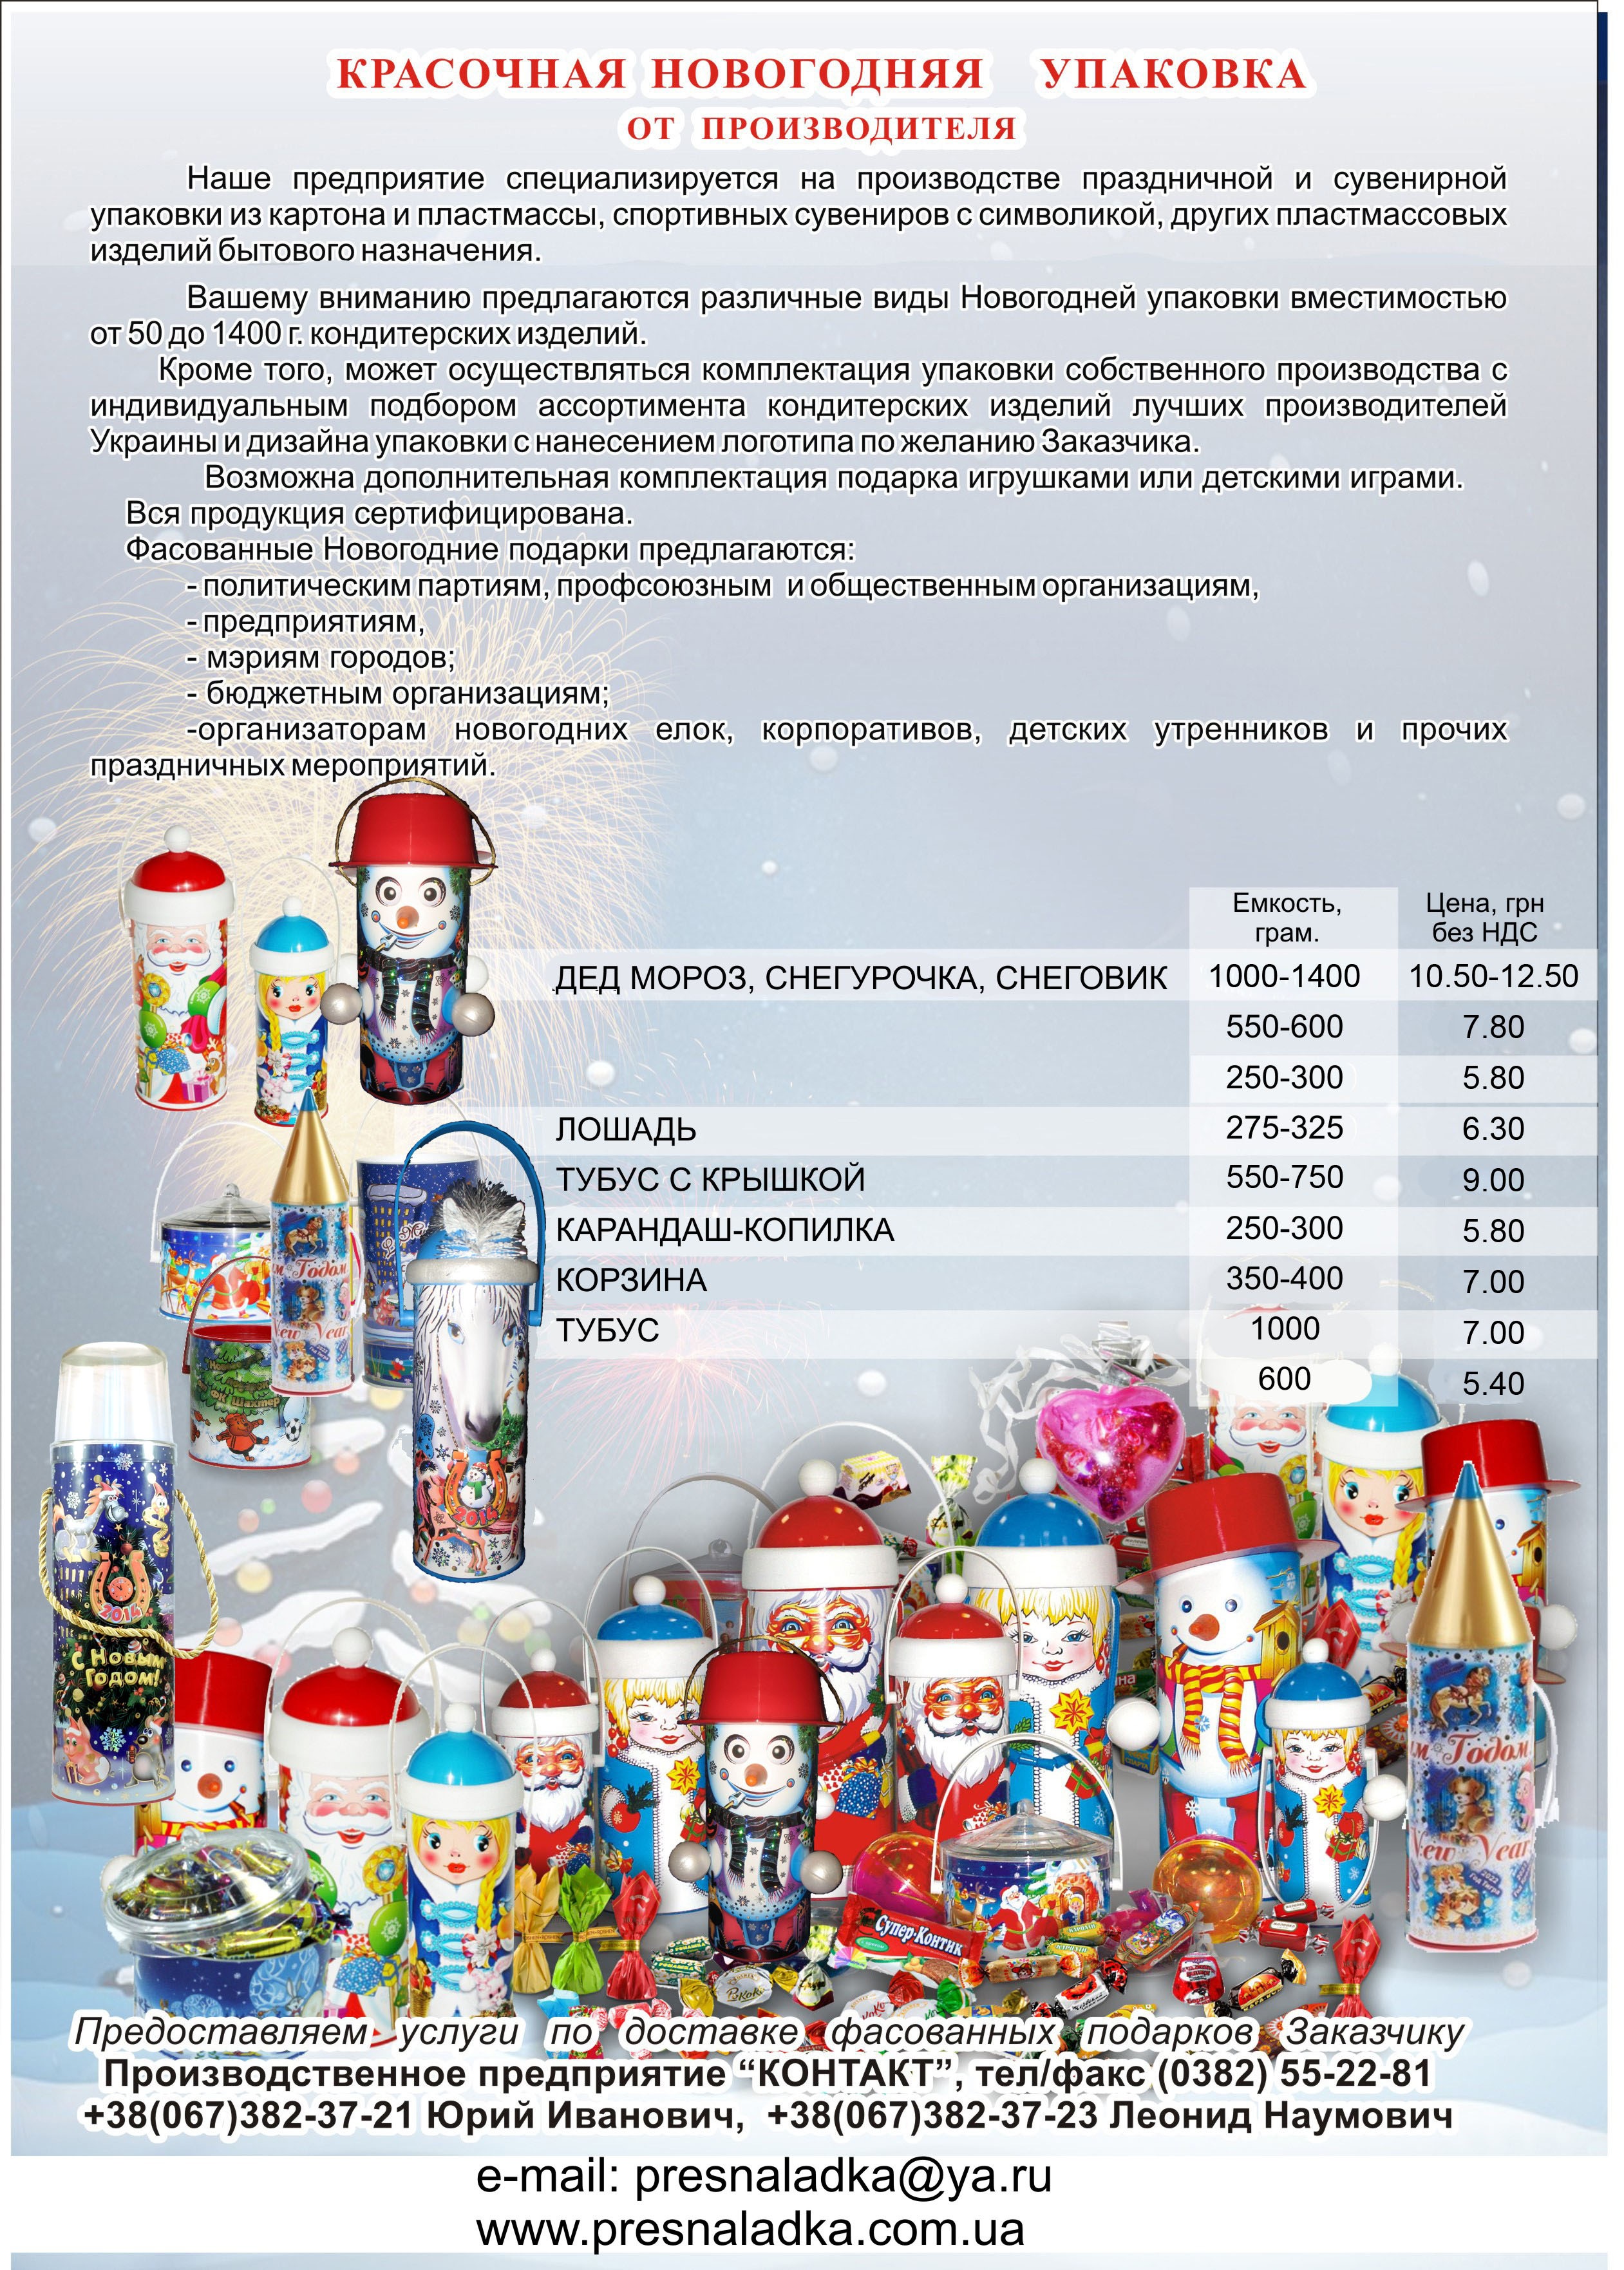 КРАСОЧНАЯ НОВОГОДНЯЯ УПАКОВКА
ОТ ПРОИЗВОДИТЕЛЯ
Наше предприятие специализируется на производстве праздничной и сувенирной
упаковки из картона и пластмассы, спортивных сувениров с символикой, других пластмассовых
изделий бытового назначения.
Вашему вниманию предлагаются различные виды Новогодней упаковки вместимостью
от 50 до 1400 г. кондитерских изделий.
Кроме того, может осуществляться комплектация упаковки собственного производства с
индивидуальным подбором ассортимента кондитерских изделий лучших производителей
Украины и дизайна упаковки с нанесением логотипа по желанию Заказчика.
Возможна дополнительная комплектация подарка игрушками или детскими играми.
Вся продукция сертифицирована.
Фасованные Новогодние подарки предлагаются:
- политическим партиям, профсоюзным и общественным организациям,
- предприятиям,
- мэриям городов;
- бюджетным организациям;
-организаторам новогодних елок, корпоративов, детских утренников и прочих
праздничных мероприятий.
Емкость, Цена, грн
грам. без НДС
ДЕД МОРОЗ, СНЕГУРОЧКА, СНЕГОВИК 1000-1400 10.50-12.50
550-600 7.80
250-300 5.80
ЛОШАДЬ 275-325 6.30
ТУБУС С КРЫШКОЙ 550-750 9.00
КАРАНДАШ-КОПИЛКА 250-300 5.80
КОРЗИНА 350-400 7.00
ТУБУС 1000 7.00
600 5.40
м Годом
New Year
ФК Шахтер
2014
2014
С Новым
Годом!
м Годом
New Year
Супер-Контик
РоКоКо
Предоставляем услуги по доставке фасованных подарков Заказчику
Производственное предприятие “КОНТАКТ”, тел/факс (0382) 55-22-81
+38(067)382-37-21 Юрий Иванович, +38(067)382-37-23 Леонид Наумович
e-mail: presnaladka@ya.ru
www.presnaladka.com.ua